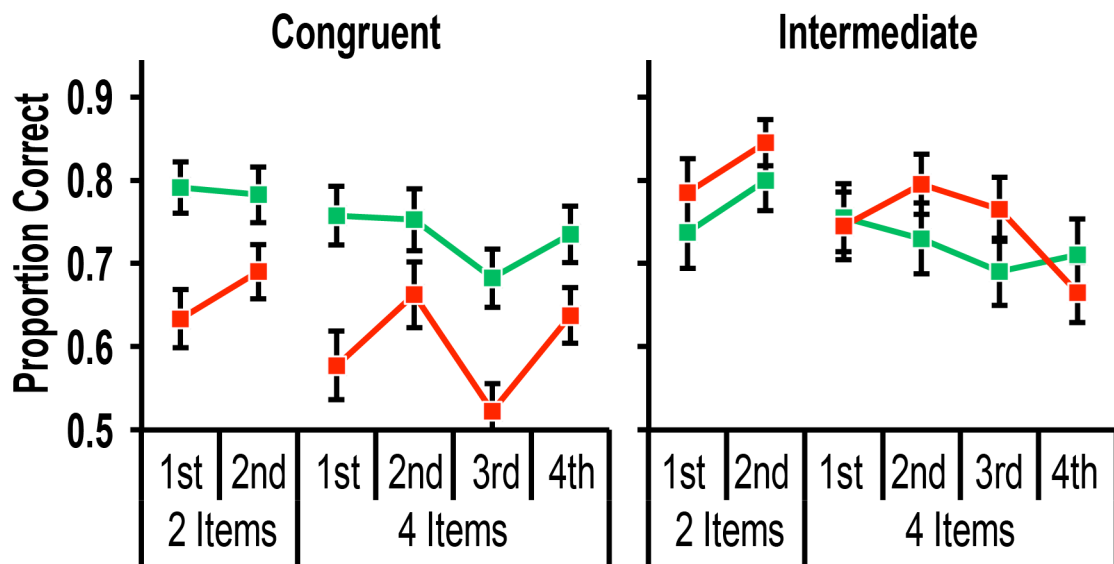 Congruent
Intermediate
Proportion Correct
0.9
0.8
0.7
0.6
0.5
1st 2nd 1st 2nd 3rd 4th
2 Items 4 Items
1st 2nd 1st 2nd 3rd 4th
2 Items 4 Items